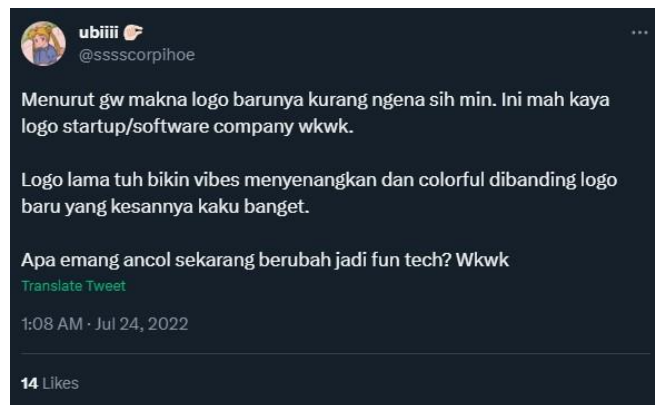 ubiiii 👉🏻
@sssscorpihoe
Menurut gw makna logo barunya kurang ngena sih min. Ini mah kaya
logo startup/software company wkwk.
Logo lama tuh bikin vibes menyenangkan dan colorful dibanding logo
baru yang kesannya kaku banget.
Apa emang ancol sekarang berubah jadi fun tech? Wkwk
Translate Tweet
1:08 AM · Jul 24, 2022
14 Likes